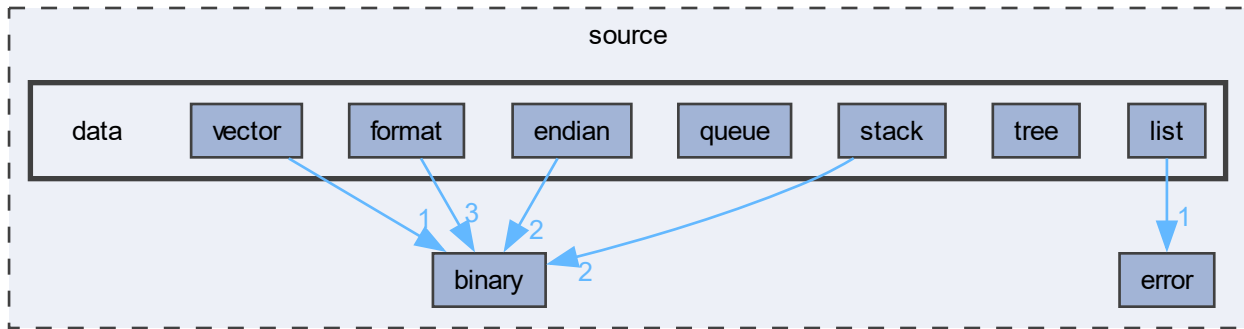 source
data
vector
format
endian
queue
stack
tree
list
1
3
2
2
1
binary
error